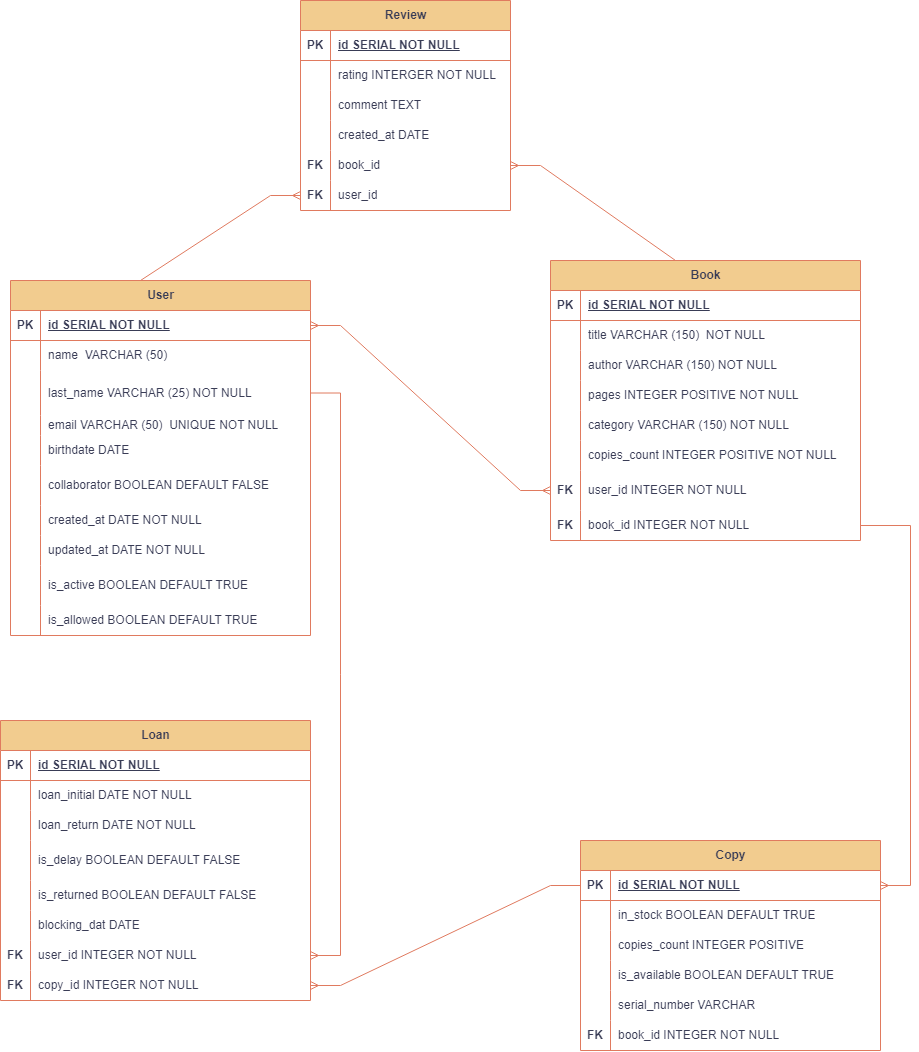 Review
PK id SERIAL NOT NULL
rating INTERGER NOT NULL
comment TEXT
created_at DATE
FK book_id
FK user_id
User
PK id SERIAL NOT NULL
name VARCHAR (50)
last_name VARCHAR (25) NOT NULL
email VARCHAR (50) UNIQUE NOT NULL
birthdate DATE
collaborator BOOLEAN DEFAULT FALSE
created_at DATE NOT NULL
updated_at DATE NOT NULL
is_active BOOLEAN DEFAULT TRUE
is_allowed BOOLEAN DEFAULT TRUE
Book
PK id SERIAL NOT NULL
title VARCHAR (150) NOT NULL
author VARCHAR (150) NOT NULL
pages INTEGER POSITIVE NOT NULL
category VARCHAR (150) NOT NULL
copies_count INTEGER POSITIVE NOT NULL
FK user_id INTEGER NOT NULL
FK book_id INTEGER NOT NULL
Loan
PK id SERIAL NOT NULL
loan_initial DATE NOT NULL
loan_return DATE NOT NULL
is_delay BOOLEAN DEFAULT FALSE
is_returned BOOLEAN DEFAULT FALSE
blocking_dat DATE
FK user_id INTEGER NOT NULL
FK copy_id INTEGER NOT NULL
Copy
PK id SERIAL NOT NULL
in_stock BOOLEAN DEFAULT TRUE
copies_count INTEGER POSITIVE
is_available BOOLEAN DEFAULT TRUE
serial_number VARCHAR
FK book_id INTEGER NOT NULL